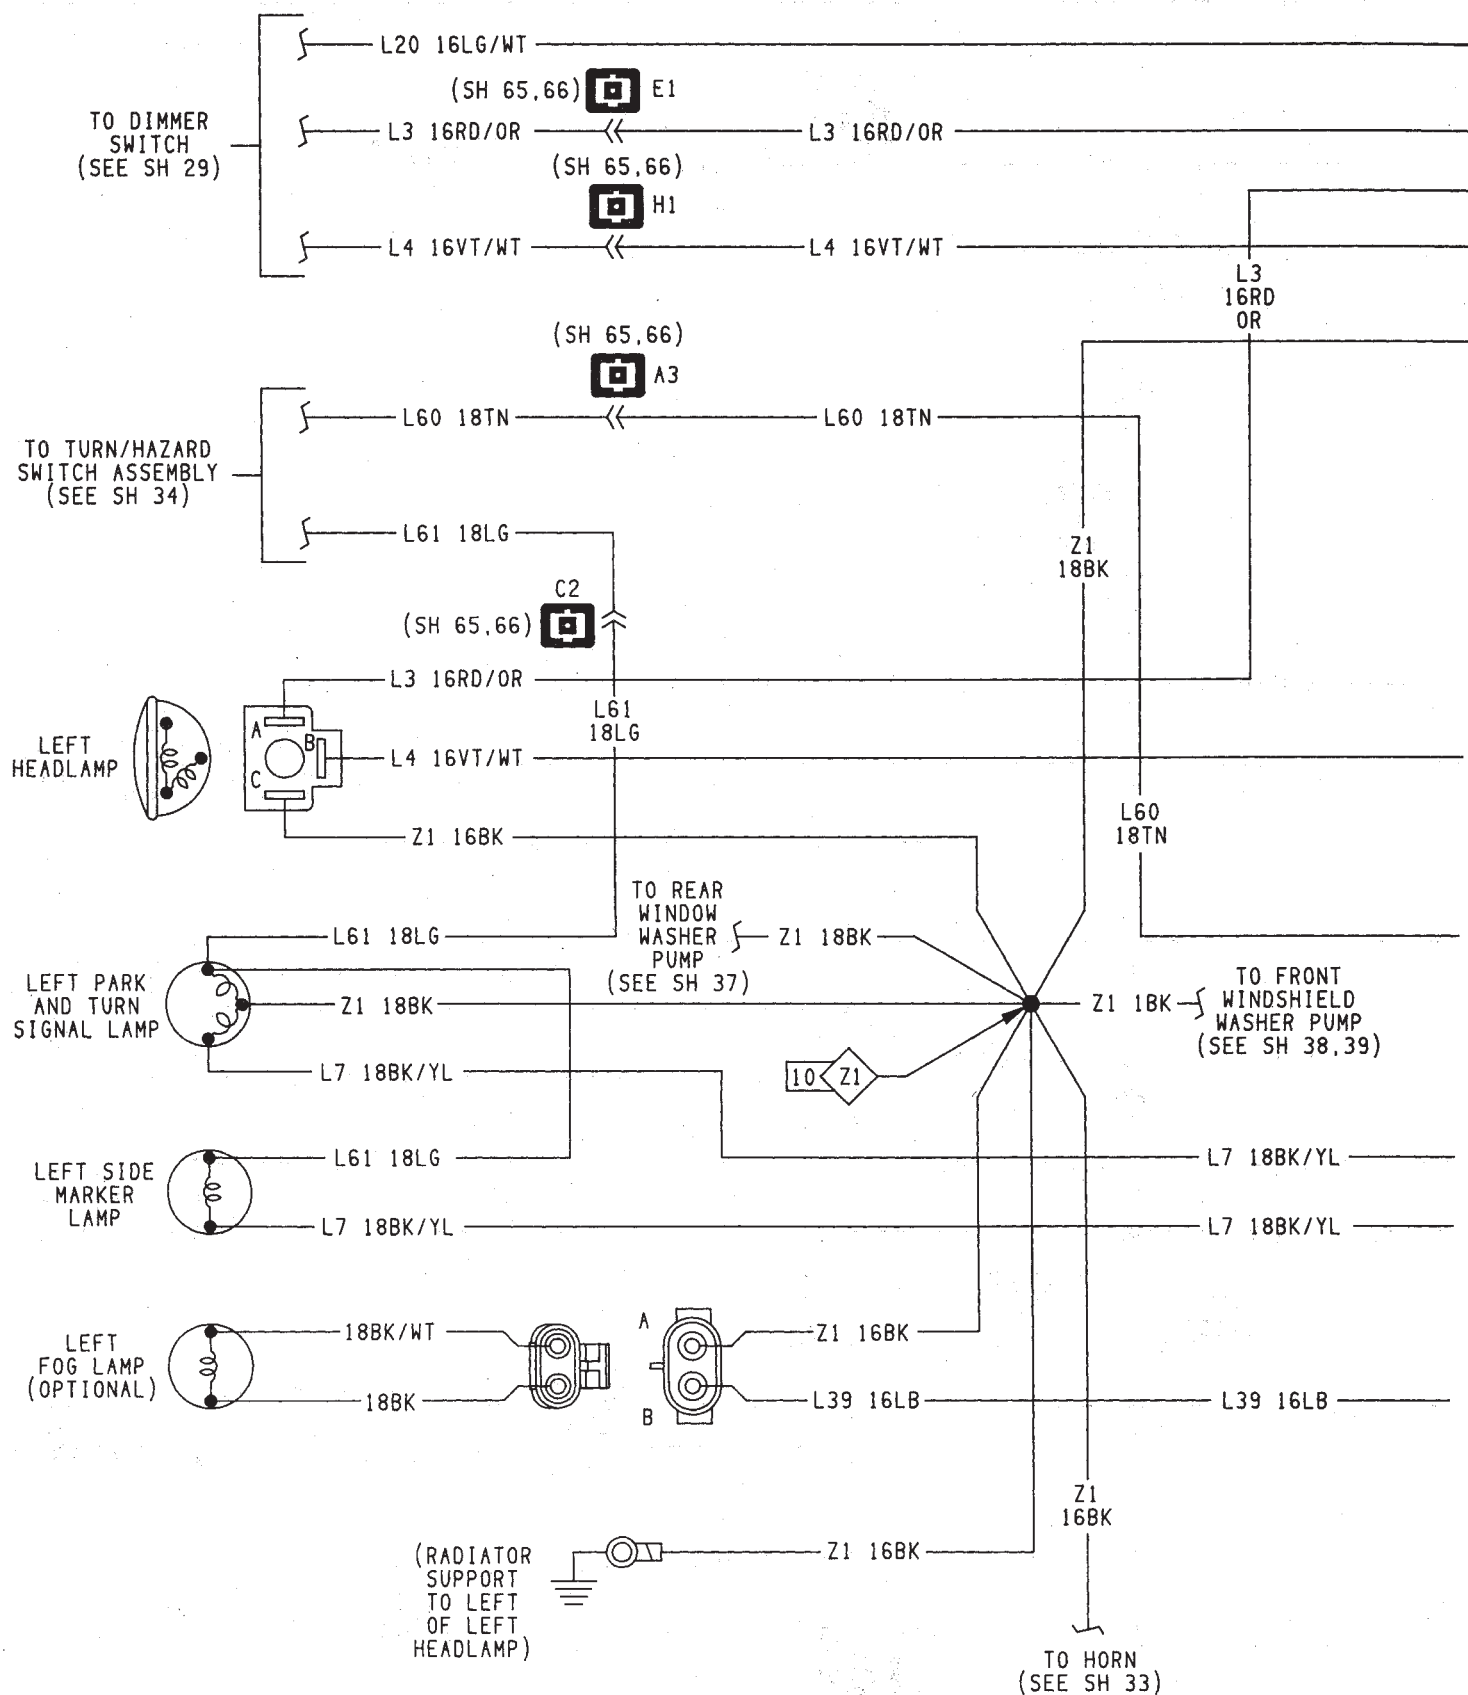 L20 16LG/WT
(SH 65,66) E1
TO DIMMER
SWITCH
(SEE SH 29)
L3 16RD/OR
L3 16RD/OR
(SH 65,66)
H1
L4 16VT/WT
L4 16VT/WT
L3
16RD
OR
(SH 65,66)
A3
TO TURN/HAZARD
SWITCH ASSEMBLY
(SEE SH 34)
L60 18TN
L60 18TN
L61 18LG
Z1
18BK
C2
(SH 65,66)
L3 16RD/OR
L61
18LG
LEFT
HEADLAMP
A
B
C
L4 16VT/WT
Z1 16BK
L60
18TN
TO REAR
WINDOW
WASHER
PUMP
(SEE SH 37)
Z1 18BK
L61 18LG
LEFT PARK
AND TURN
SIGNAL LAMP
Z1 18BK
Z1 1BK
TO FRONT
WINDSHIELD
WASHER PUMP
(SEE SH 38,39)
L7 18BK/YL
10 Z1
LEFT SIDE
MARKER
LAMP
L61 18LG
L7 18BK/YL
L7 18BK/YL
L7 18BK/YL
LEFT
FOG LAMP
(OPTIONAL)
18BK/WT
18BK
A
B
Z1 16BK
L39 16LB
L39 16LB
Z1
16BK
(RADIATOR
SUPPORT
TO LEFT
OF LEFT
HEADLAMP)
Z1 16BK
TO HORN
(SEE SH 33)